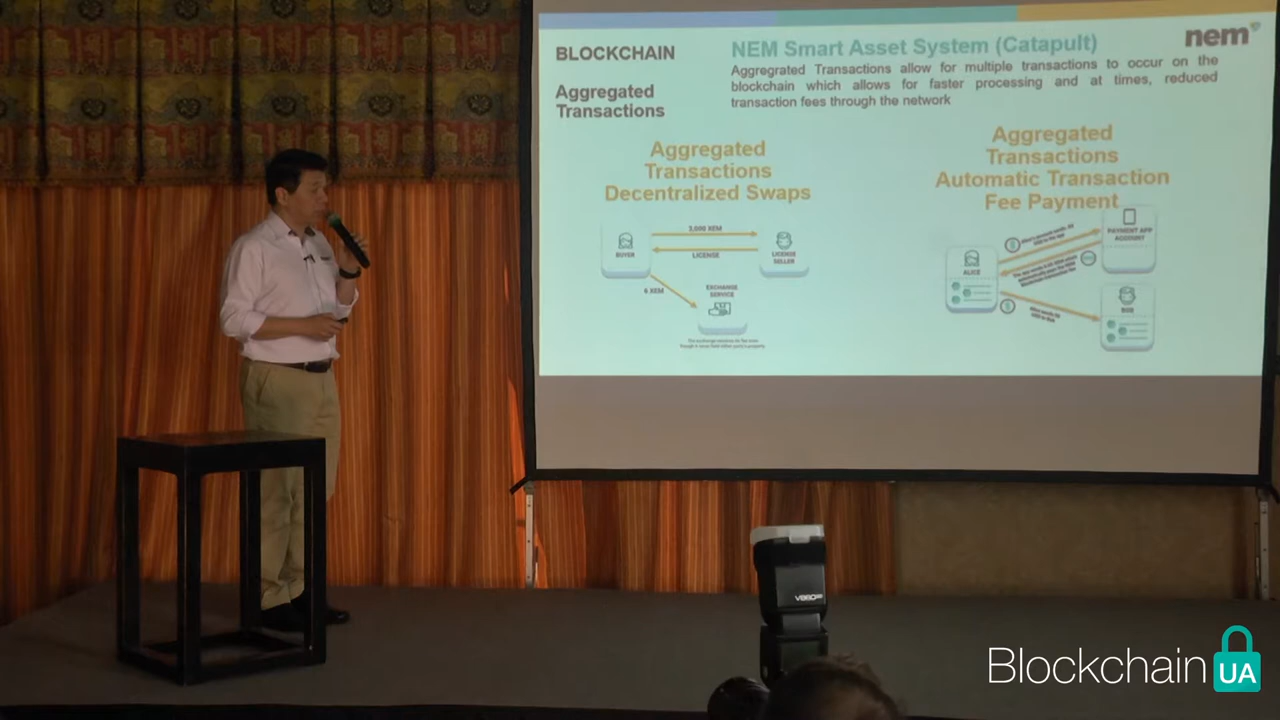 BLOCKCHAIN
Aggregated
Transactions
NEM Smart Asset System (Catapult)
nem
Aggregrated Transactions allow for multiple transactions to occur on the
blockchain which allows for faster processing and at times, reduced
transaction fees through the network
Aggregated
Transactions
Decentralized Swaps
3,000 XEM
BUYER
LICENSE
LICENSE
SELLER
6 XEM
EXCHANGE
SERVICE
Aggregated
Transactions
Automatic Transaction
Fee Payment
PAYMENT APP
ACCOUNT
ALICE
BOB
V860
Blockchain
UA